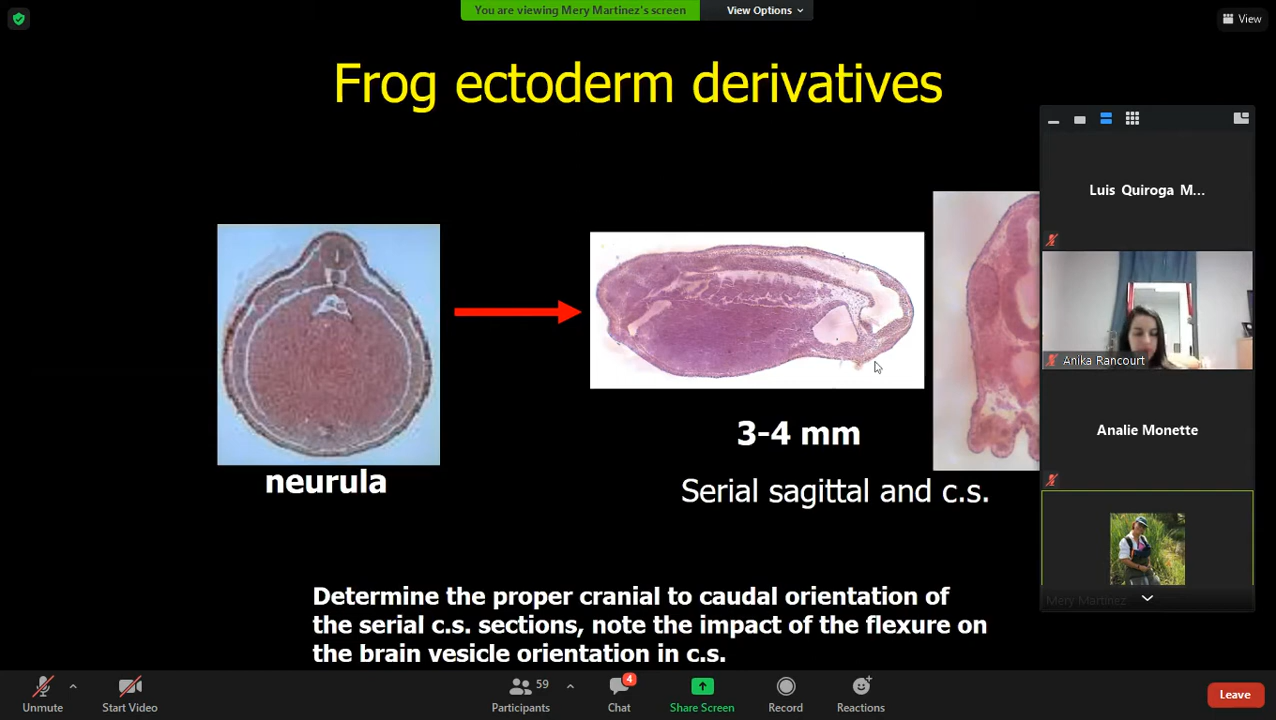 You are viewing Mery Martinez's screen
View Options
View
Frog ectoderm derivatives
Luis Quiroga M...
Anika Rancourt
Analie Monette
Mery Martinez
neurula
3-4 mm
Serial sagittal and c.s.
Determine the proper cranial to caudal orientation of
the serial c.s. sections, note the impact of the flexure on
the brain vesicle orientation in c.s.
Unmute
Start Video
59
Participants
4
Chat
Share Screen
Record
Reactions
Leave